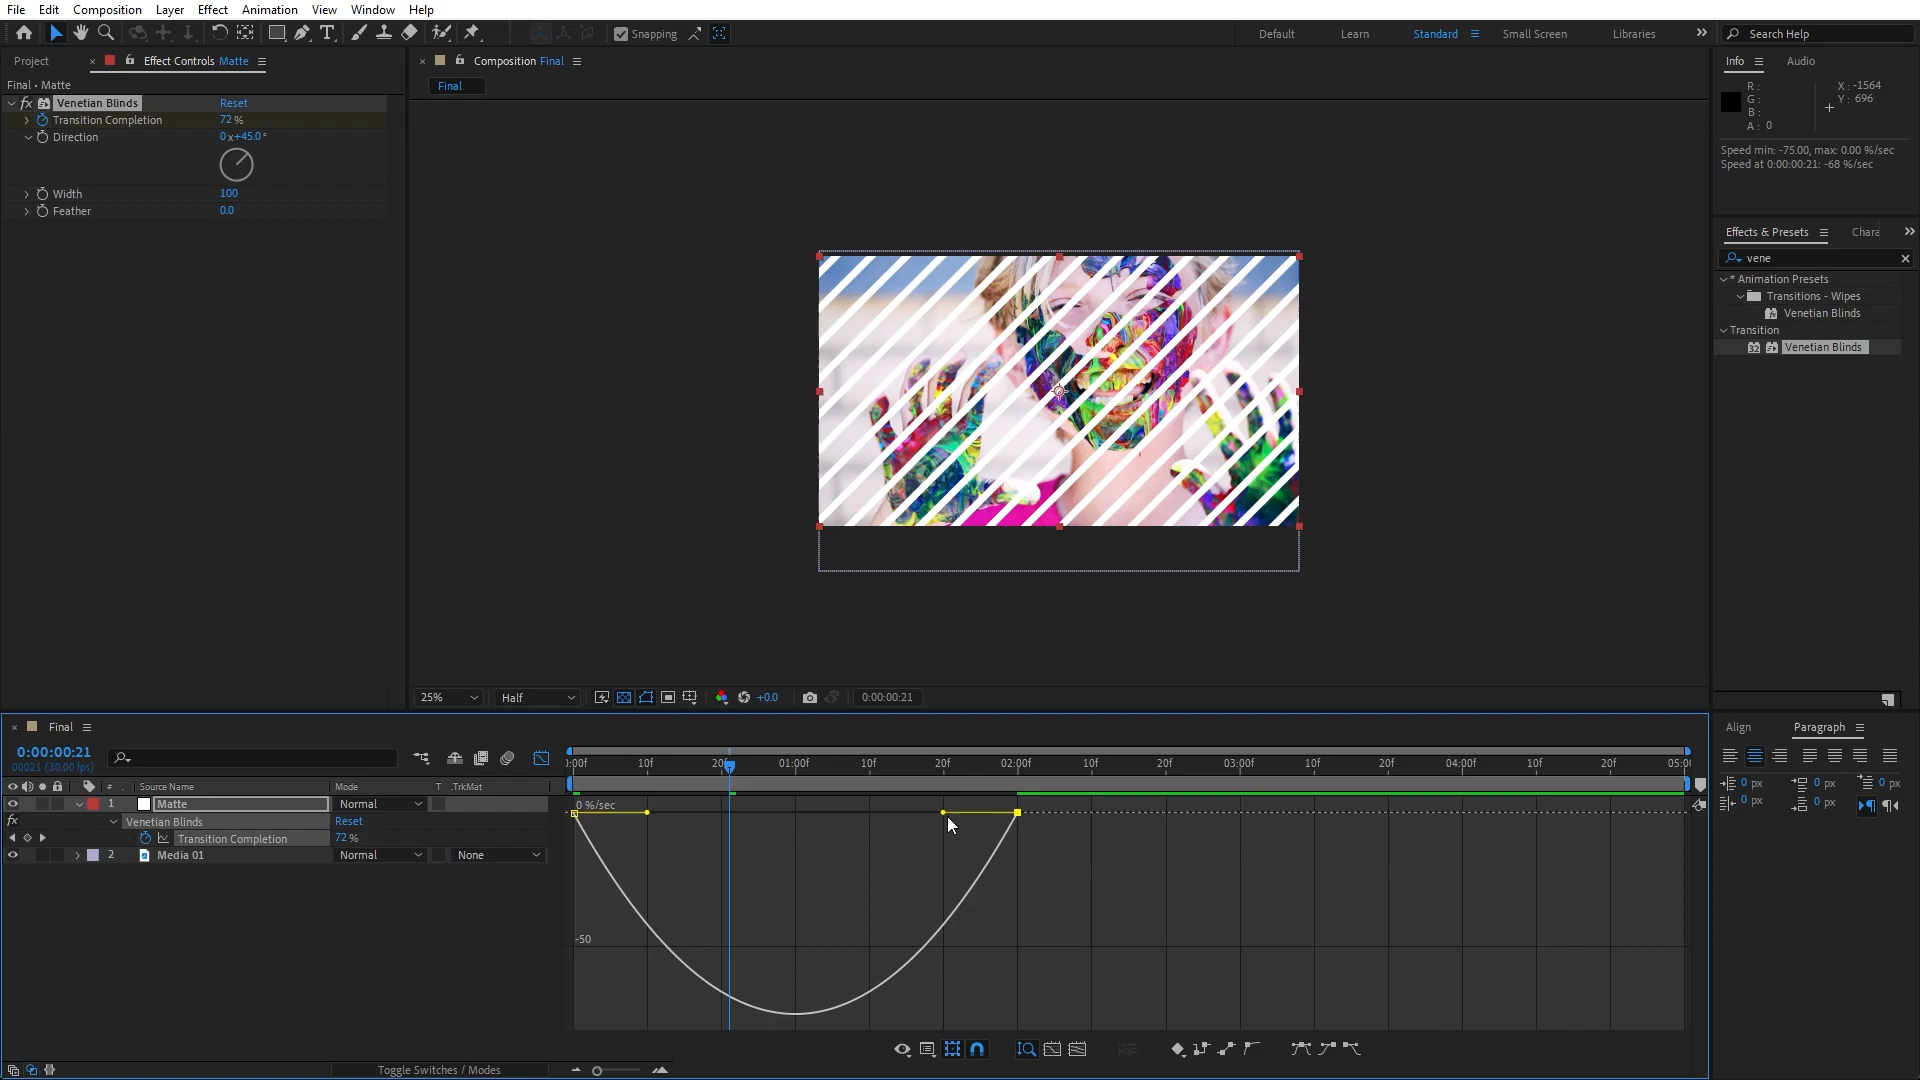 File Edit Composition Layer Effect Animation View Window Help
Snapping
Default Learn Standard Small Screen Libraries Search Help
Project Effect Controls Matte
Final • Matte
fx Venetian Blinds Reset
Transition Completion 72 %
Direction 0 x+45.0 °
Width 100
Feather 0.0
Composition Final
Final
Info Audio
R : X : -1564
G : Y : 696
B :
A : 0
Speed min: -75.00, max: 0.00 %/sec
Speed at 0:00:00:21: -68 %/sec
Effects & Presets Chara
vene
* Animation Presets
Transitions - Wipes
Venetian Blinds
Transition
32 Venetian Blinds
25% Half +0.0 0:00:00:21
Final
0:00:00:21
00021 (30.00 fps)
# . Source Name Mode T .TrkMat
1 Matte Normal
fx Venetian Blinds Reset
Transition Completion 72 %
2 Media 01 Normal None
Toggle Switches / Modes
):00f 10f 20f 01:00f 10f 20f 02:00f 10f 20f 03:00f 10f 20f 04:00f 10f 20f 05:00
0 %/sec
-50
Align Paragraph
0 px 0 px 0 px
0 px 0 px